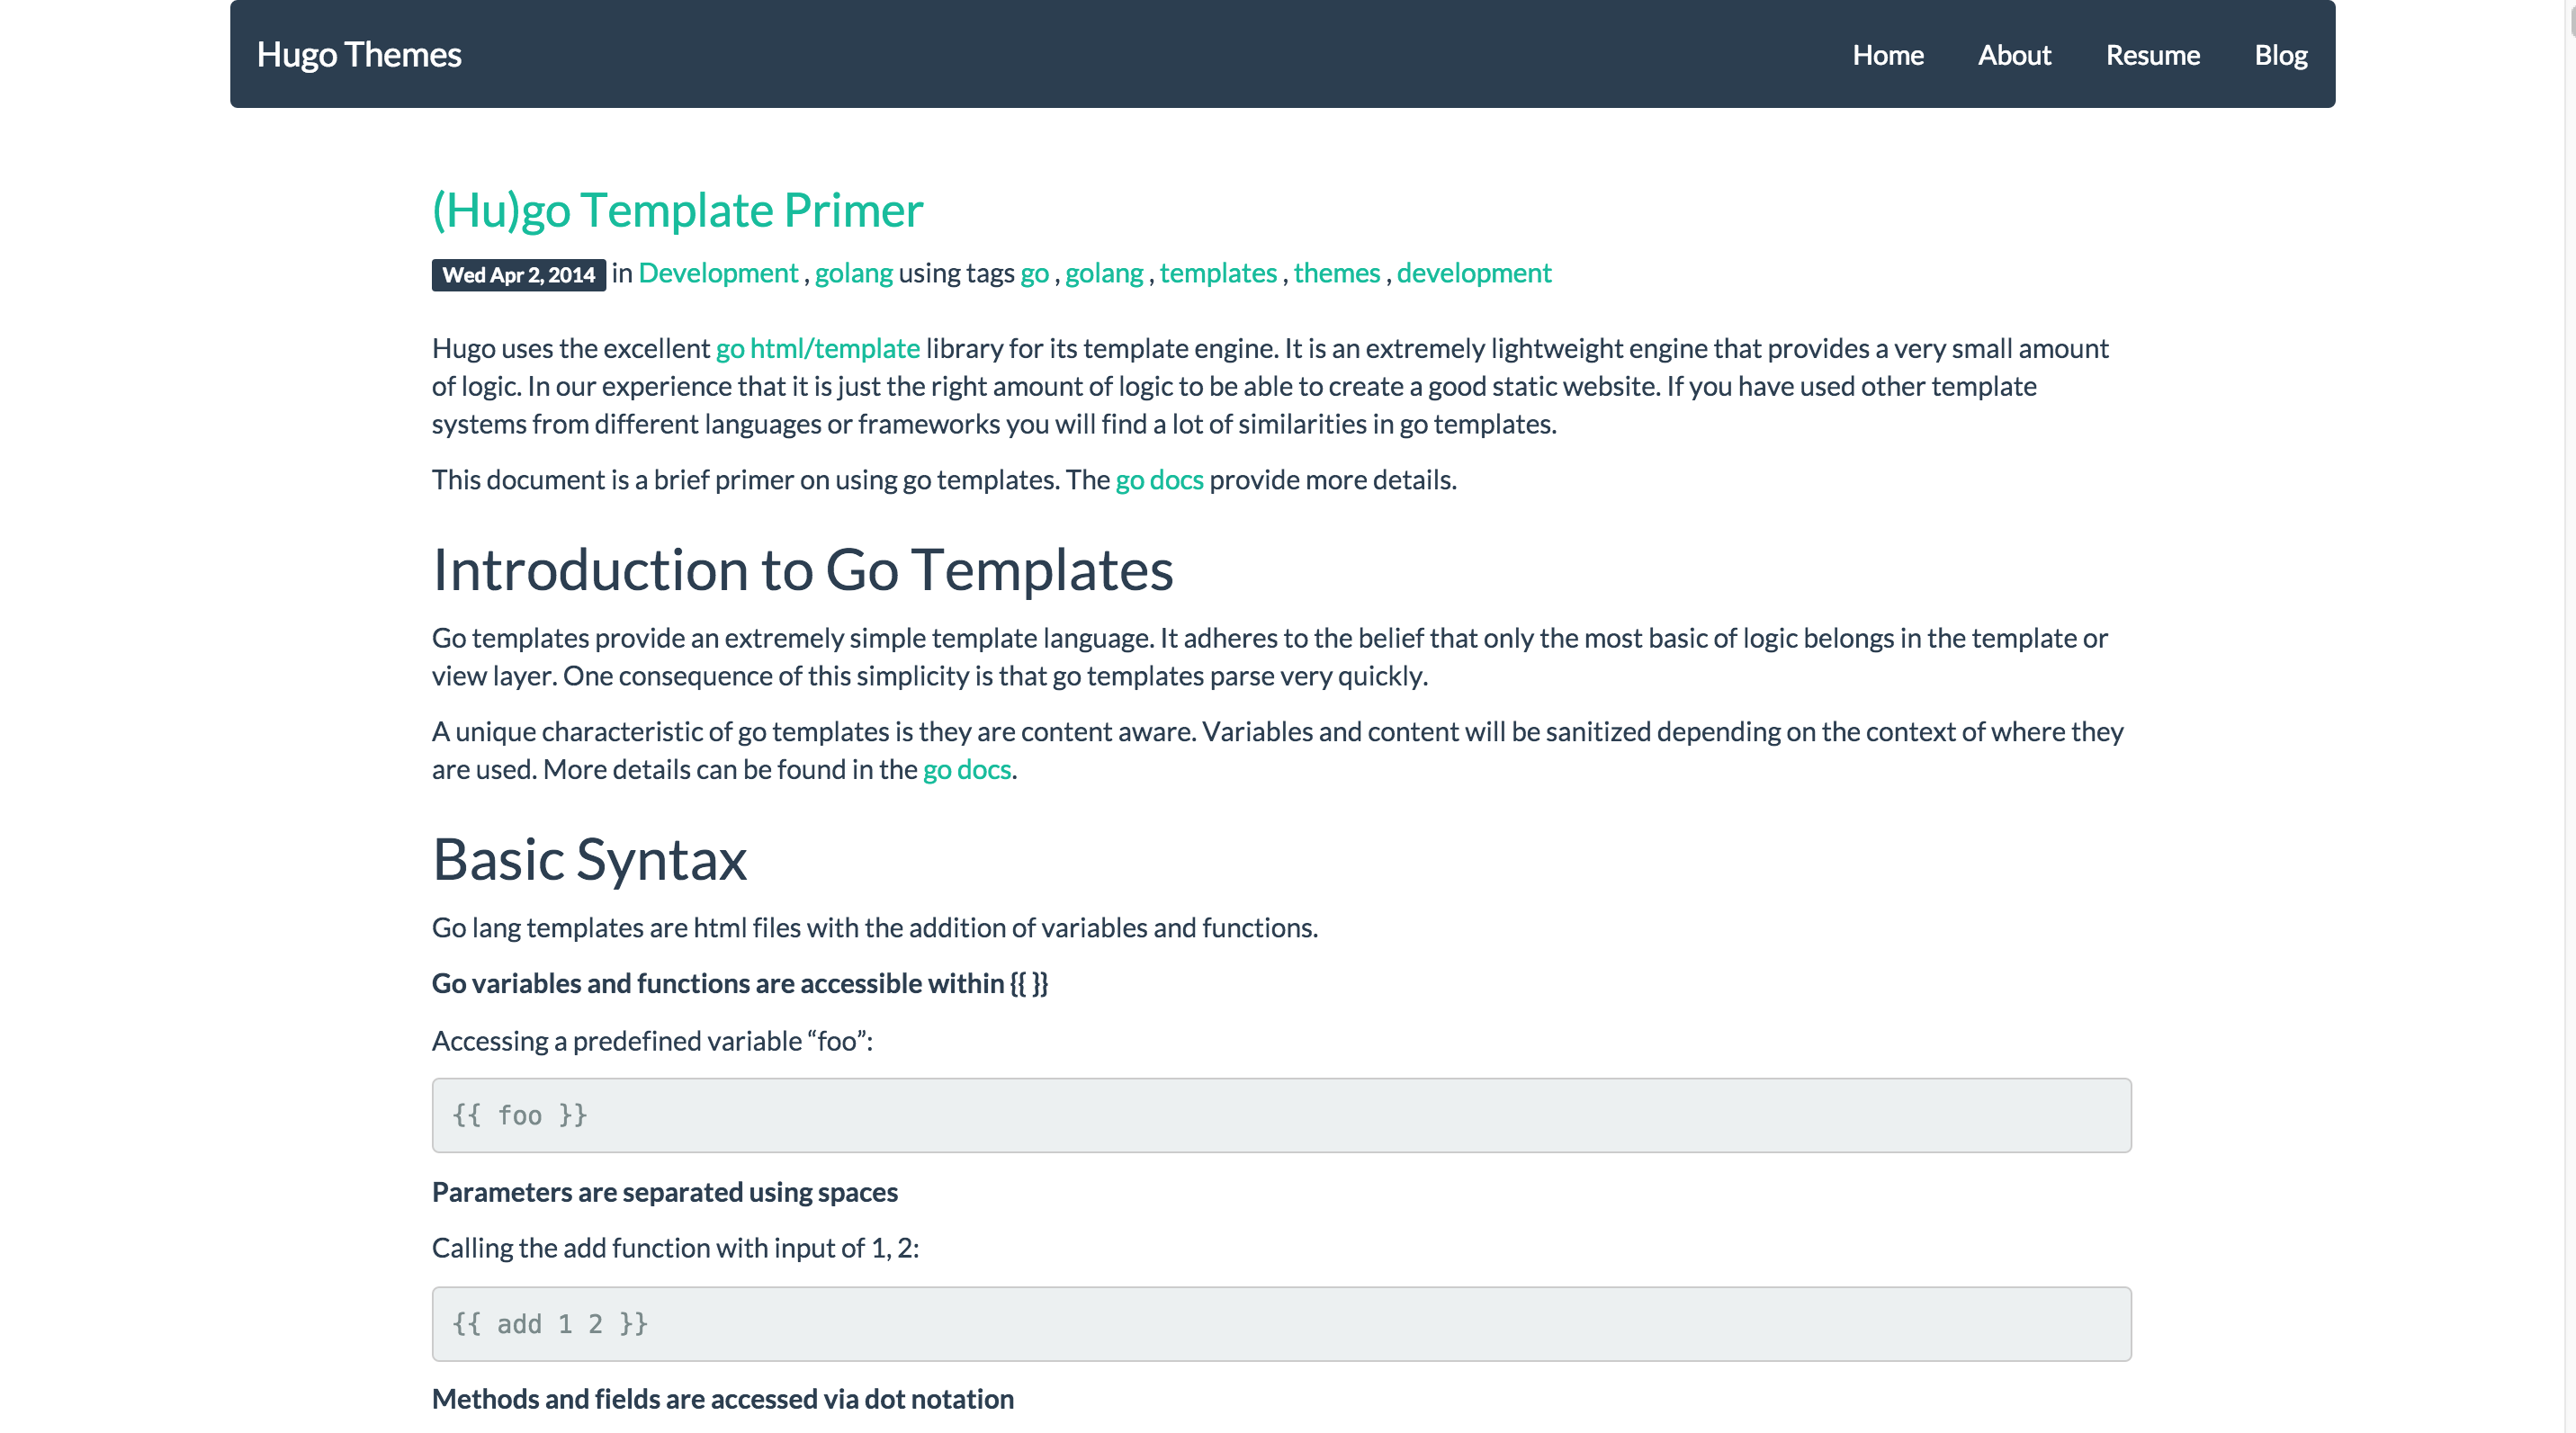 Hugo Themes
Home About Resume Blog
(Hu)go Template Primer
Wed Apr 2, 2014 in Development , golang using tags go , golang , templates , themes , development
Hugo uses the excellent go html/template library for its template engine. It is an extremely lightweight engine that provides a very small amount
of logic. In our experience that it is just the right amount of logic to be able to create a good static website. If you have used other template
systems from different languages or frameworks you will find a lot of similarities in go templates.
This document is a brief primer on using go templates. The go docs provide more details.
Introduction to Go Templates
Go templates provide an extremely simple template language. It adheres to the belief that only the most basic of logic belongs in the template or
view layer. One consequence of this simplicity is that go templates parse very quickly.
A unique characteristic of go templates is they are content aware. Variables and content will be sanitized depending on the context of where they
are used. More details can be found in the go docs.
Basic Syntax
Go lang templates are html files with the addition of variables and functions.
Go variables and functions are accessible within {{ }}
Accessing a predefined variable “foo”:
{{ foo }}
Parameters are separated using spaces
Calling the add function with input of 1, 2:
{{ add 1 2 }}
Methods and fields are accessed via dot notation